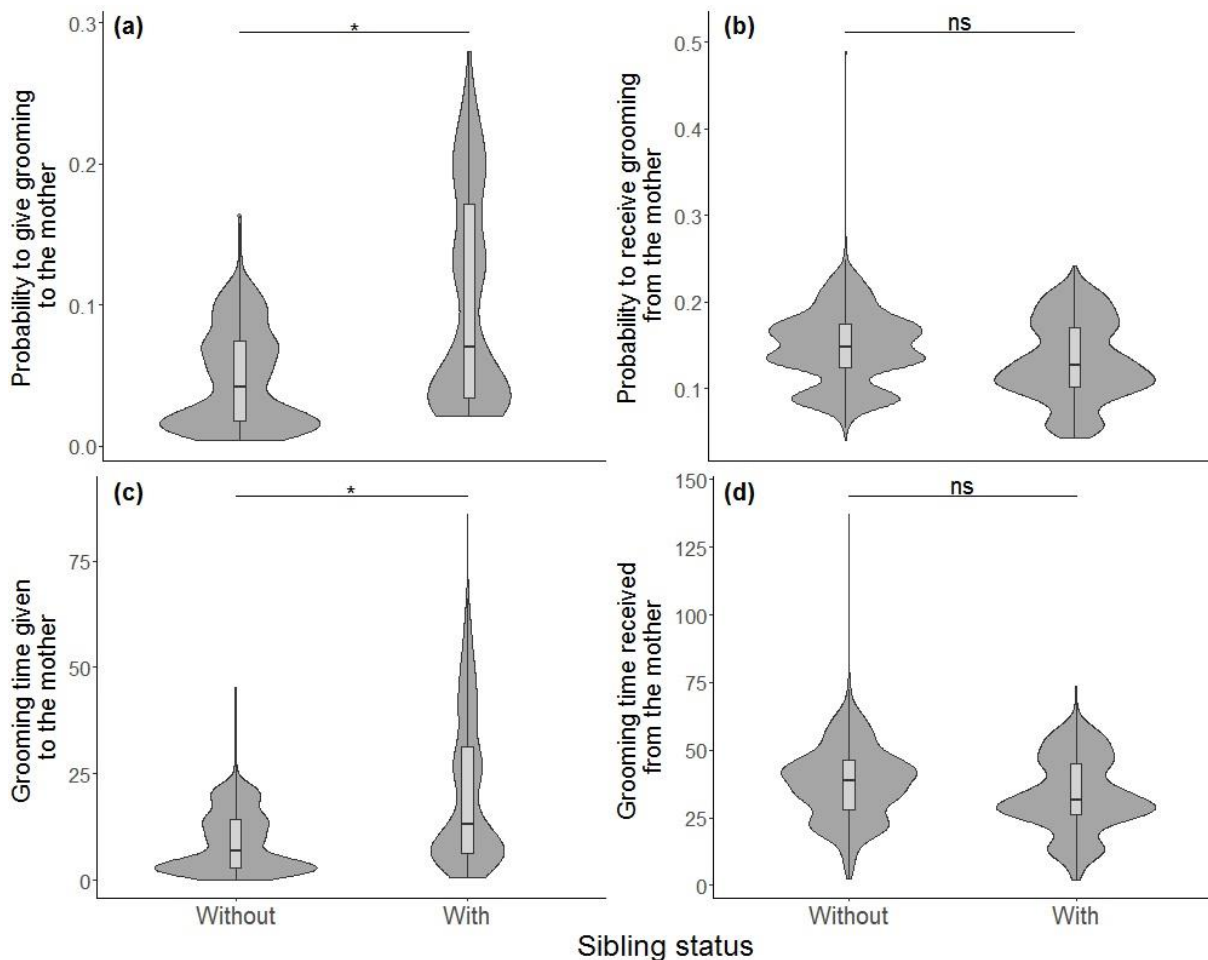 (a)
*
Probability to give grooming
to the mother
0.3
0.2
0.1
0.0
(b)
ns
Probability to receive grooming
from the mother
0.5
0.4
0.3
0.2
0.1
(c)
*
Grooming time given
to the mother
75
50
25
0
Without
With
(d)
ns
Grooming time received
from the mother
150
125
100
75
50
25
0
Without
With
Sibling status